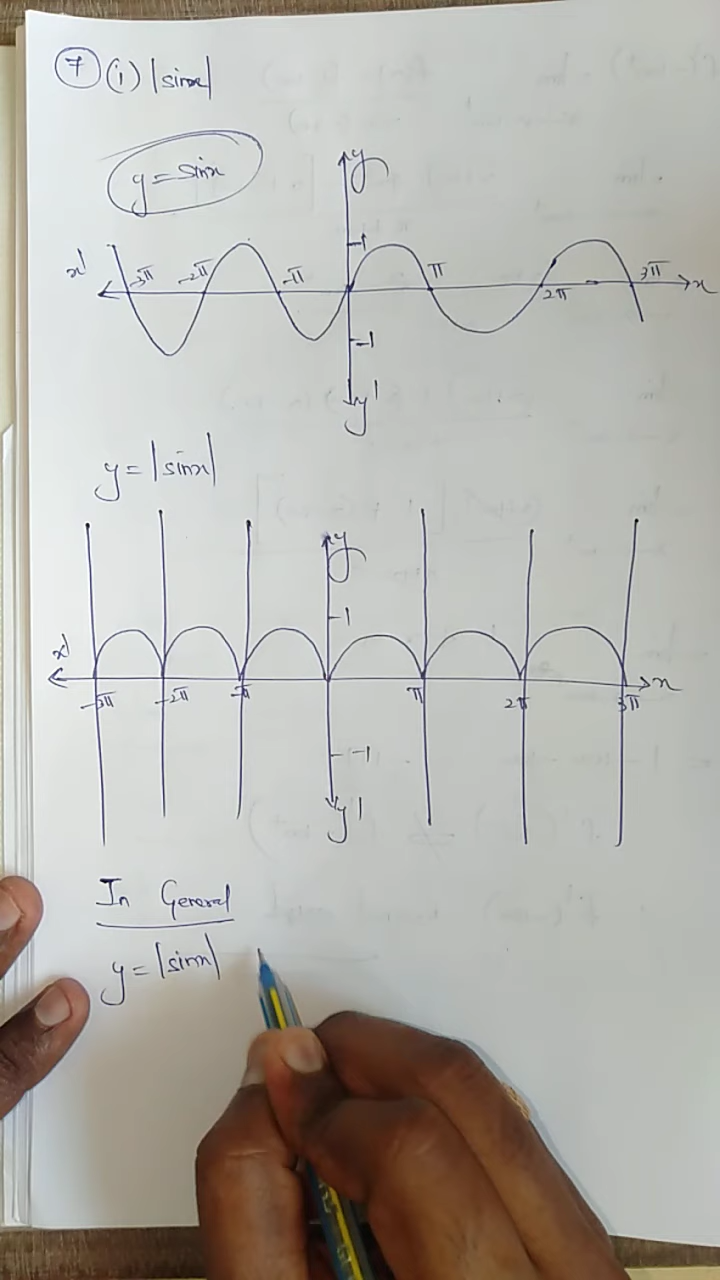 7 (i) |sinx|
y = sinx
y
1
x' -3π -2π -π π 2π 3π x
-1
y'
y = |sinx|
y
1
x' x
-3π -2π -π π 2π 3π
-1
y'
In General
y = |sinx|